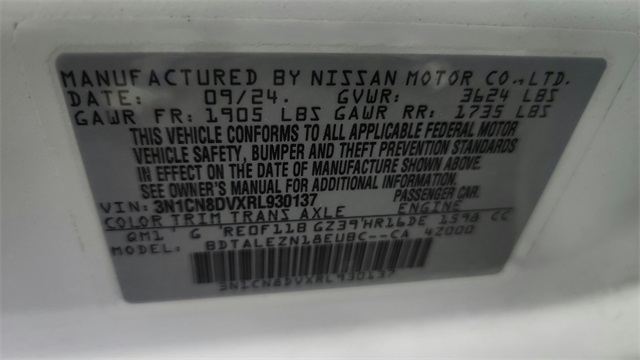 MANUFACTURED BY NISSAN MOTOR CO.,LTD.
DATE: 09/24. GVWR: 3624 LBS
GAWR FR: 1905 LBS GAWR RR: 1735 LBS
THIS VEHICLE CONFORMS TO ALL APPLICABLE FEDERAL MOTOR
VEHICLE SAFETY, BUMPER AND THEFT PREVENTION STANDARDS
IN EFFECT ON THE DATE OF MANUFACTURE SHOWN ABOVE.
SEE OWNER'S MANUAL FOR ADDITIONAL INFORMATION
VIN: 3N1CN8DVXRL930137 PASSENGER CAR.
COLOR TRIM TRANS AXLE ENGINE
QM1 G RE0F11B GZ39 HR16DE 1598 CC
MODEL: BDTALEZN18EUBC--CA 42000
3N1CN8DVXRL930137